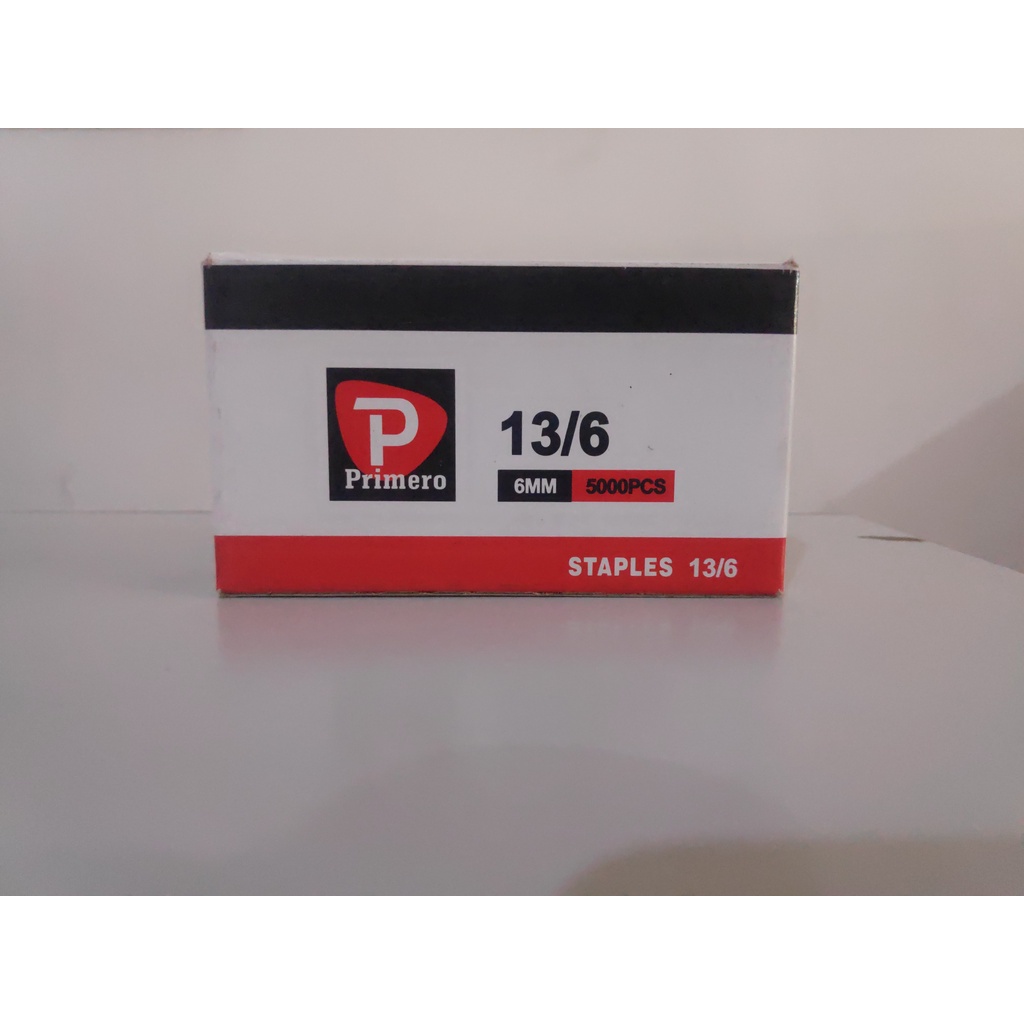 P
Primero
13/6
6MM 5000PCS
STAPLES 13/6